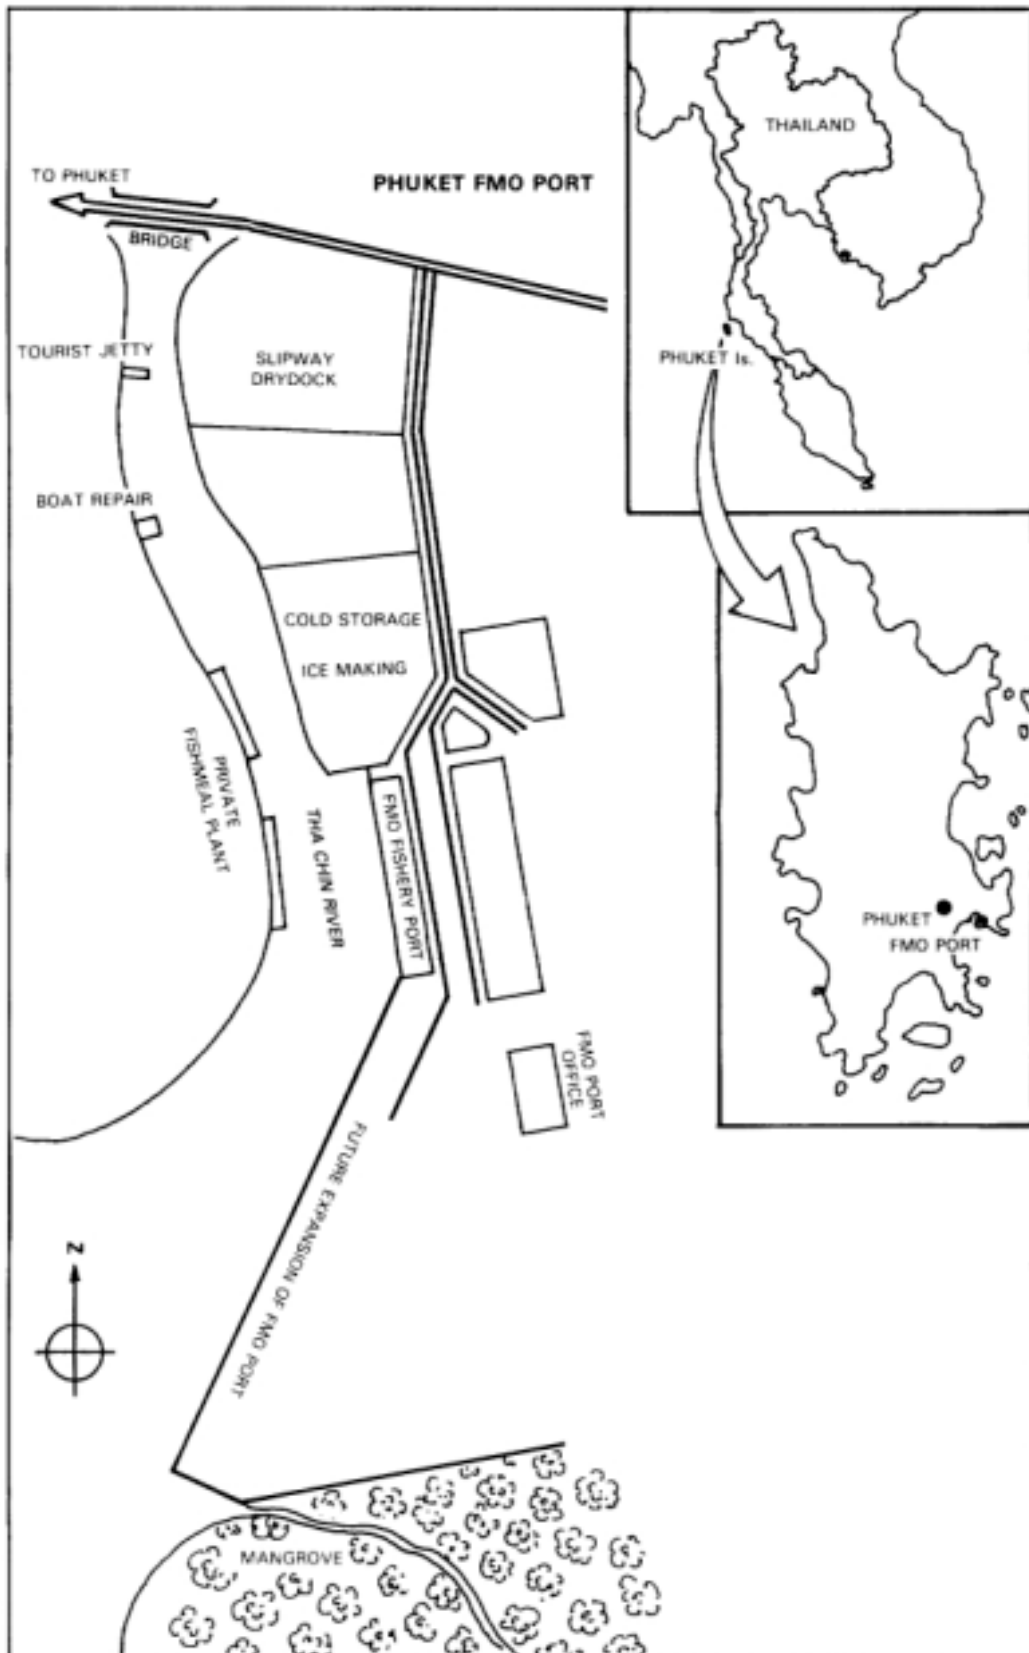 TO PHUKET
PHUKET FMO PORT
BRIDGE
TOURIST JETTY
SLIPWAY
DRYDOCK
BOAT REPAIR
COLD STORAGE
ICE MAKING
PRIVATE
FISHMEAL PLANT
THA CHIN RIVER
FMO FISHERY PORT
FMO PORT
OFFICE
FUTURE EXPANSION OF FMO PORT
N
MANGROVE
THAILAND
PHUKET Is.
PHUKET
FMO PORT